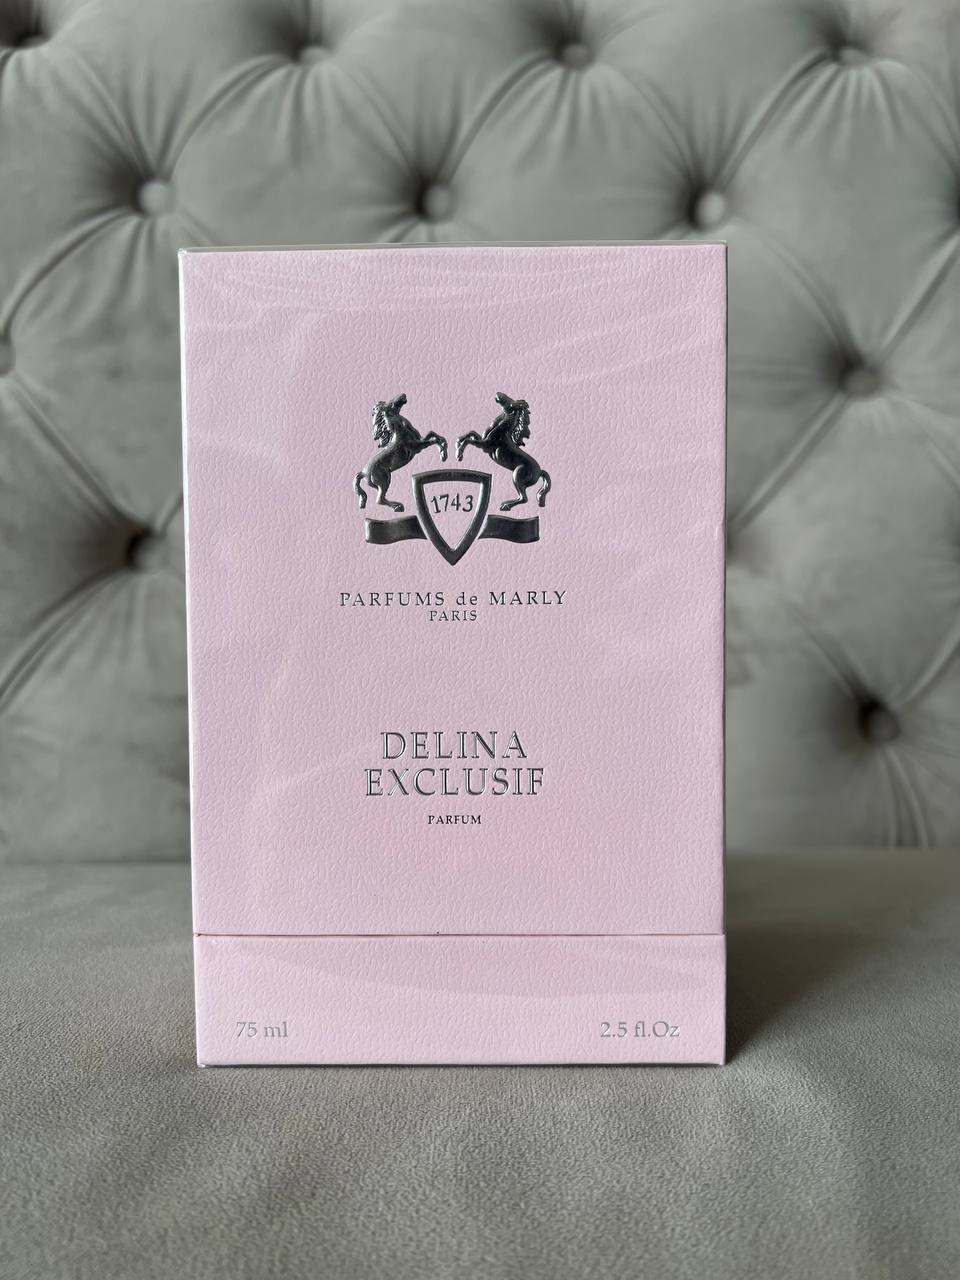 1743
PARFUMS de MARLY
PARIS
DELINA
EXCLUSIF
PARFUM
75 ml 2.5 fl.Oz